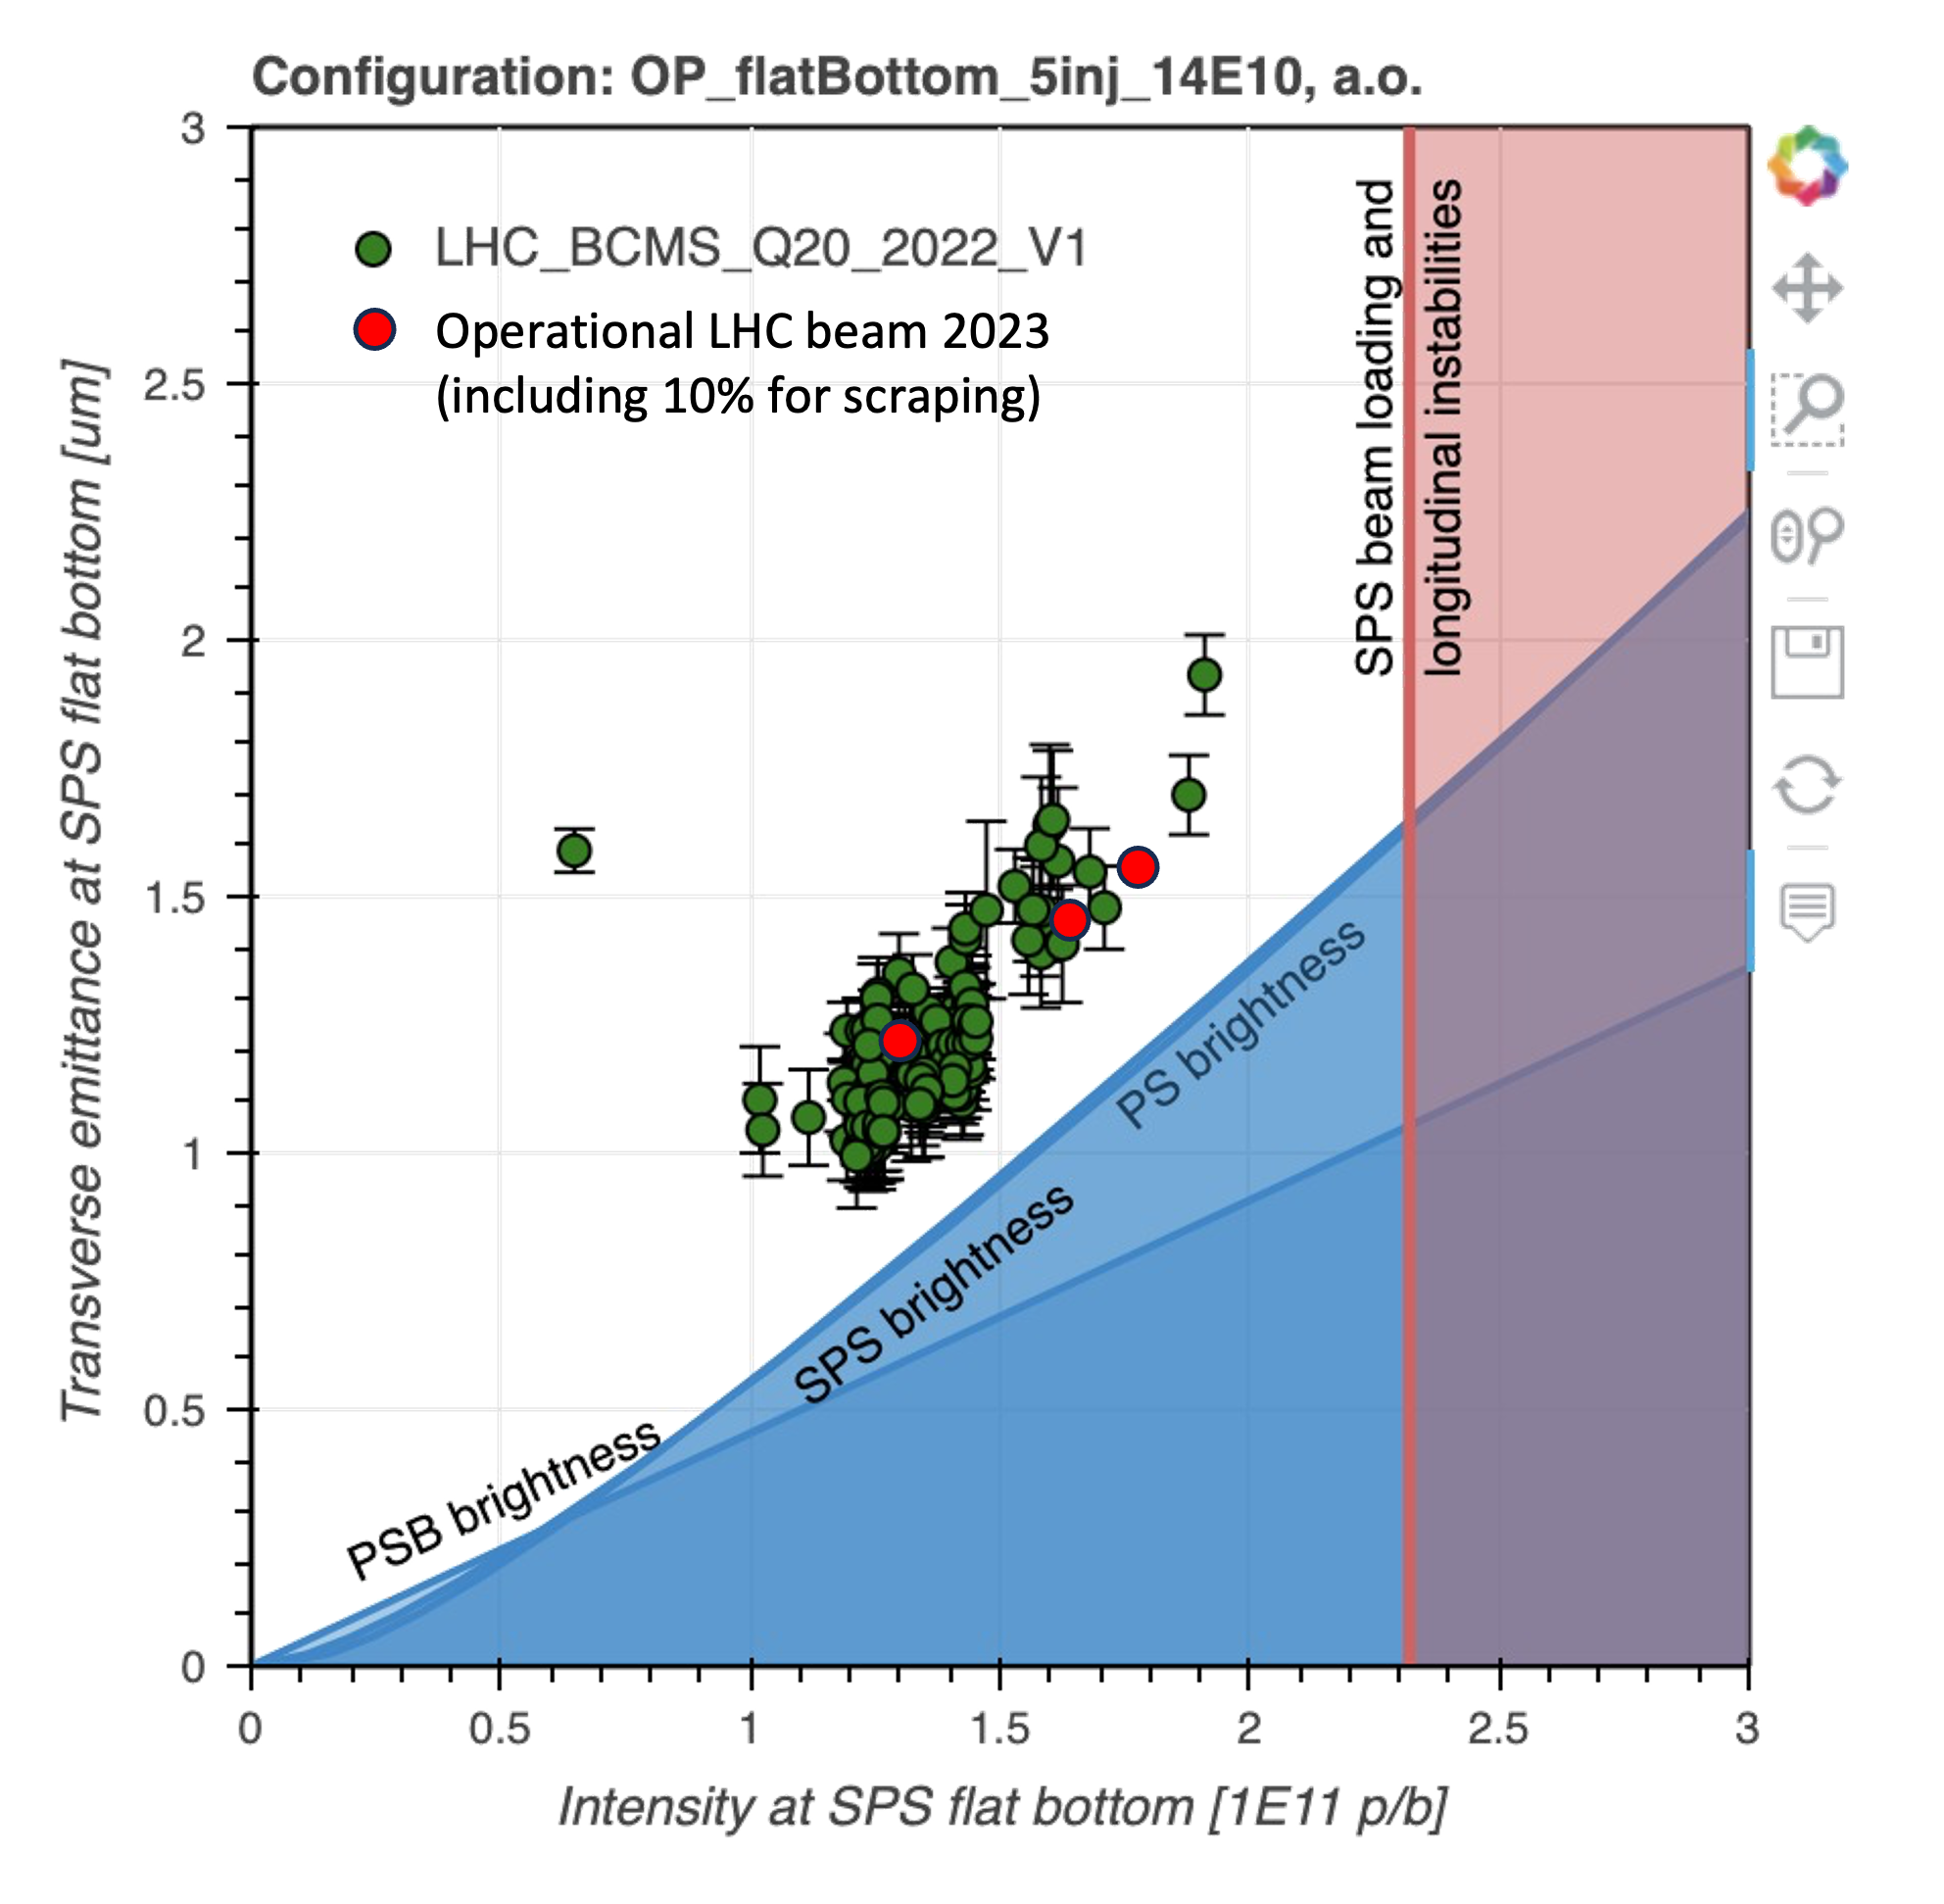 Configuration: OP_flatBottom_5inj_14E10, a.o.
LHC_BCMS_Q20_2022_V1
Operational LHC beam 2023
(including 10% for scraping)
SPS beam loading and
longitudinal instabilities
PS brightness
SPS brightness
PSB brightness
Transverse emittance at SPS flat bottom [um]
3
2.5
2
1.5
1
0.5
0
0
0.5
1
1.5
2
2.5
3
Intensity at SPS flat bottom [1E11 p/b]